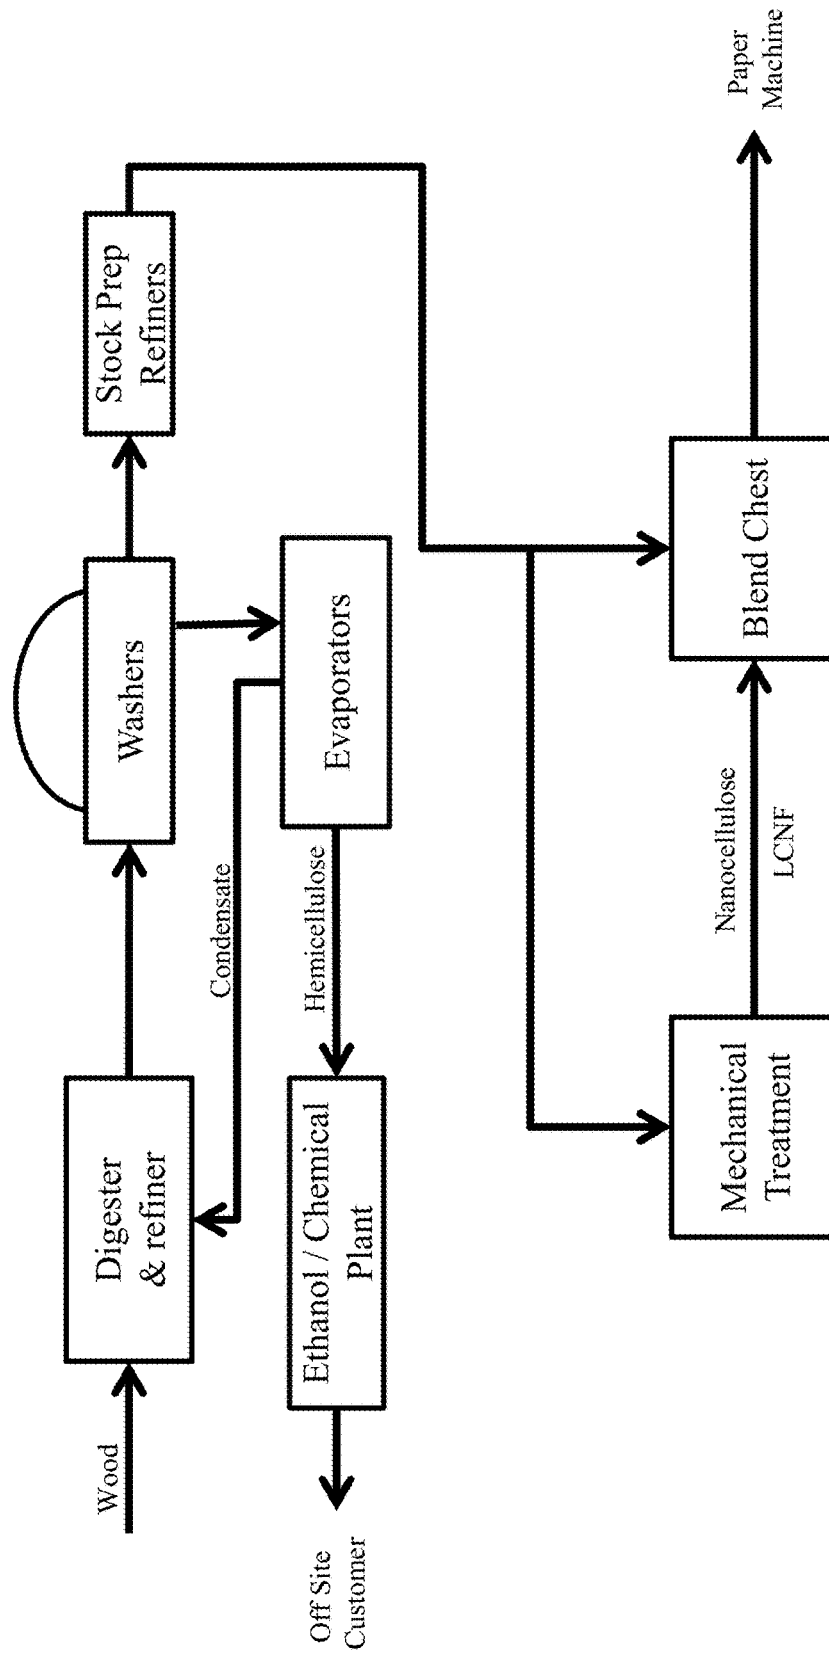 Wood
Digester
& refiner
Washers
Stock Prep
Refiners
Condensate
Evaporators
Hemicellulose
Ethanol / Chemical
Plant
Off Site
Customer
Mechanical
Treatment
Nanocellulose
LCNF
Blend Chest
Paper
Machine